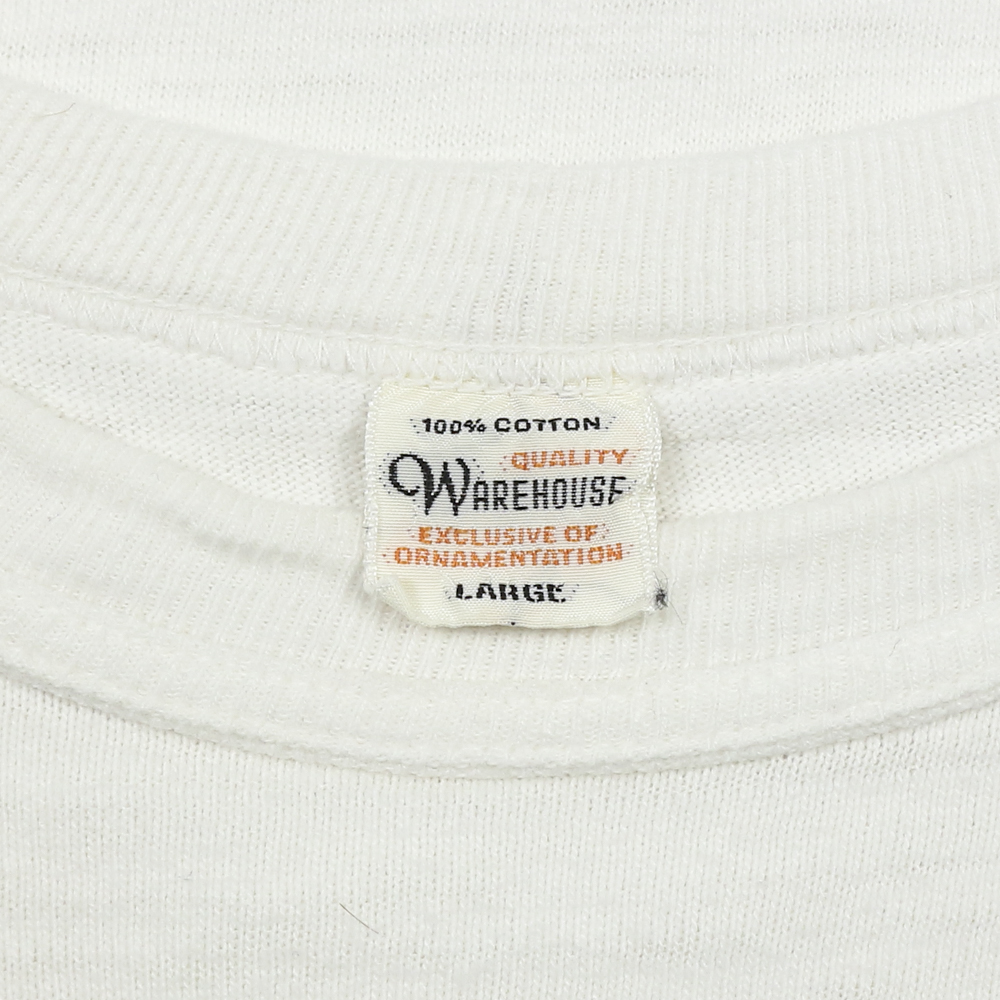 100% COTTON
QUALITY
WAREHOUSE
EXCLUSIVE OF
ORNAMENTATION
LARGE